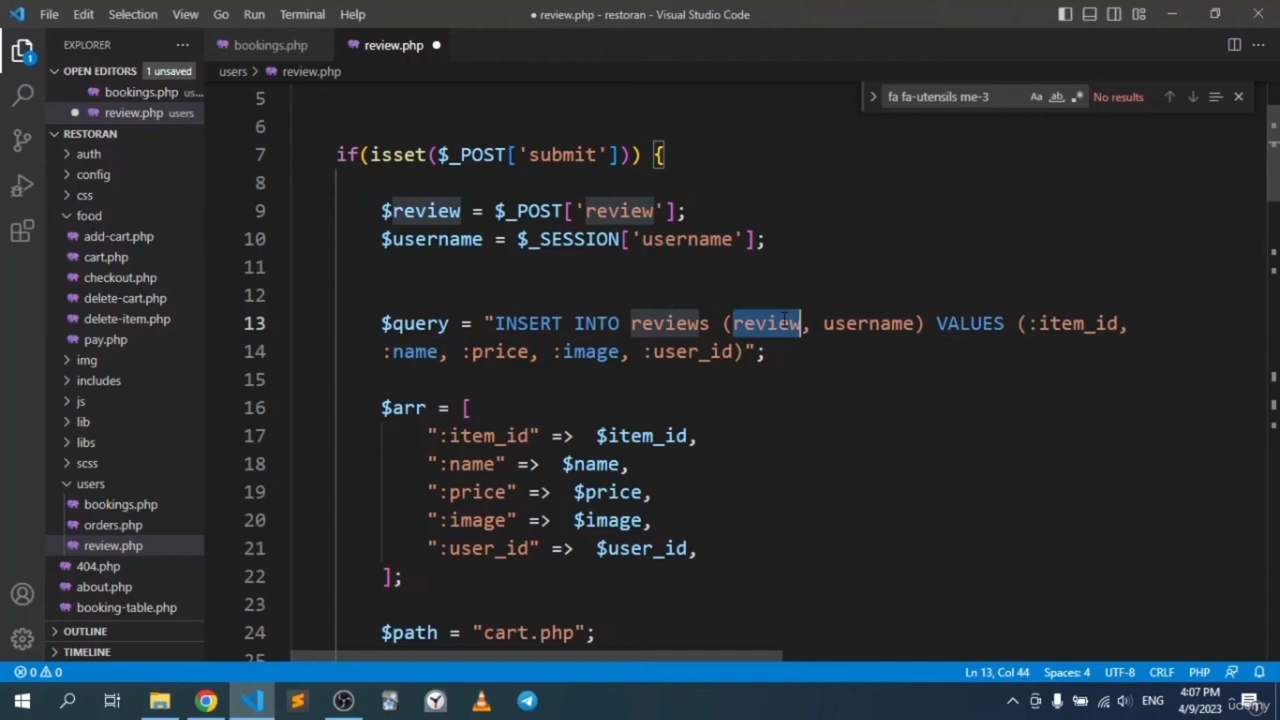 File Edit Selection View Go Run Terminal Help
● review.php - restoran - Visual Studio Code
EXPLORER ···
bookings.php
review.php ●
OPEN EDITORS 1 unsaved
users > review.php
bookings.php us...
fa fa-utensils me-3 Aa ab .* No results
● review.php users
5
RESTORAN
6
auth
7 if(isset($_POST['submit'])) {
config
8
css
9 $review = $_POST['review'];
food
10 $username = $_SESSION['username'];
add-cart.php
cart.php
11
checkout.php
12
delete-cart.php
13 $query = "INSERT INTO reviews (review, username) VALUES (:item_id,
delete-item.php
:name, :price, :image, :user_id)";
pay.php
img
15
includes
16 $arr = [
js
17 ":item_id" => $item_id,
lib
libs
18 ":name" => $name,
scss
19 ":price" => $price,
users
bookings.php
20 ":image" => $image,
orders.php
21 ":user_id" => $user_id,
review.php
404.php
22 ];
about.php
23
booking-table.php
24 $path = "cart.php";
OUTLINE
TIMELINE
25
0 0
Ln 13, Col 44 Spaces: 4 UTF-8 CRLF PHP
ENG
4:07 PM
4/9/2023
udemy
1
14